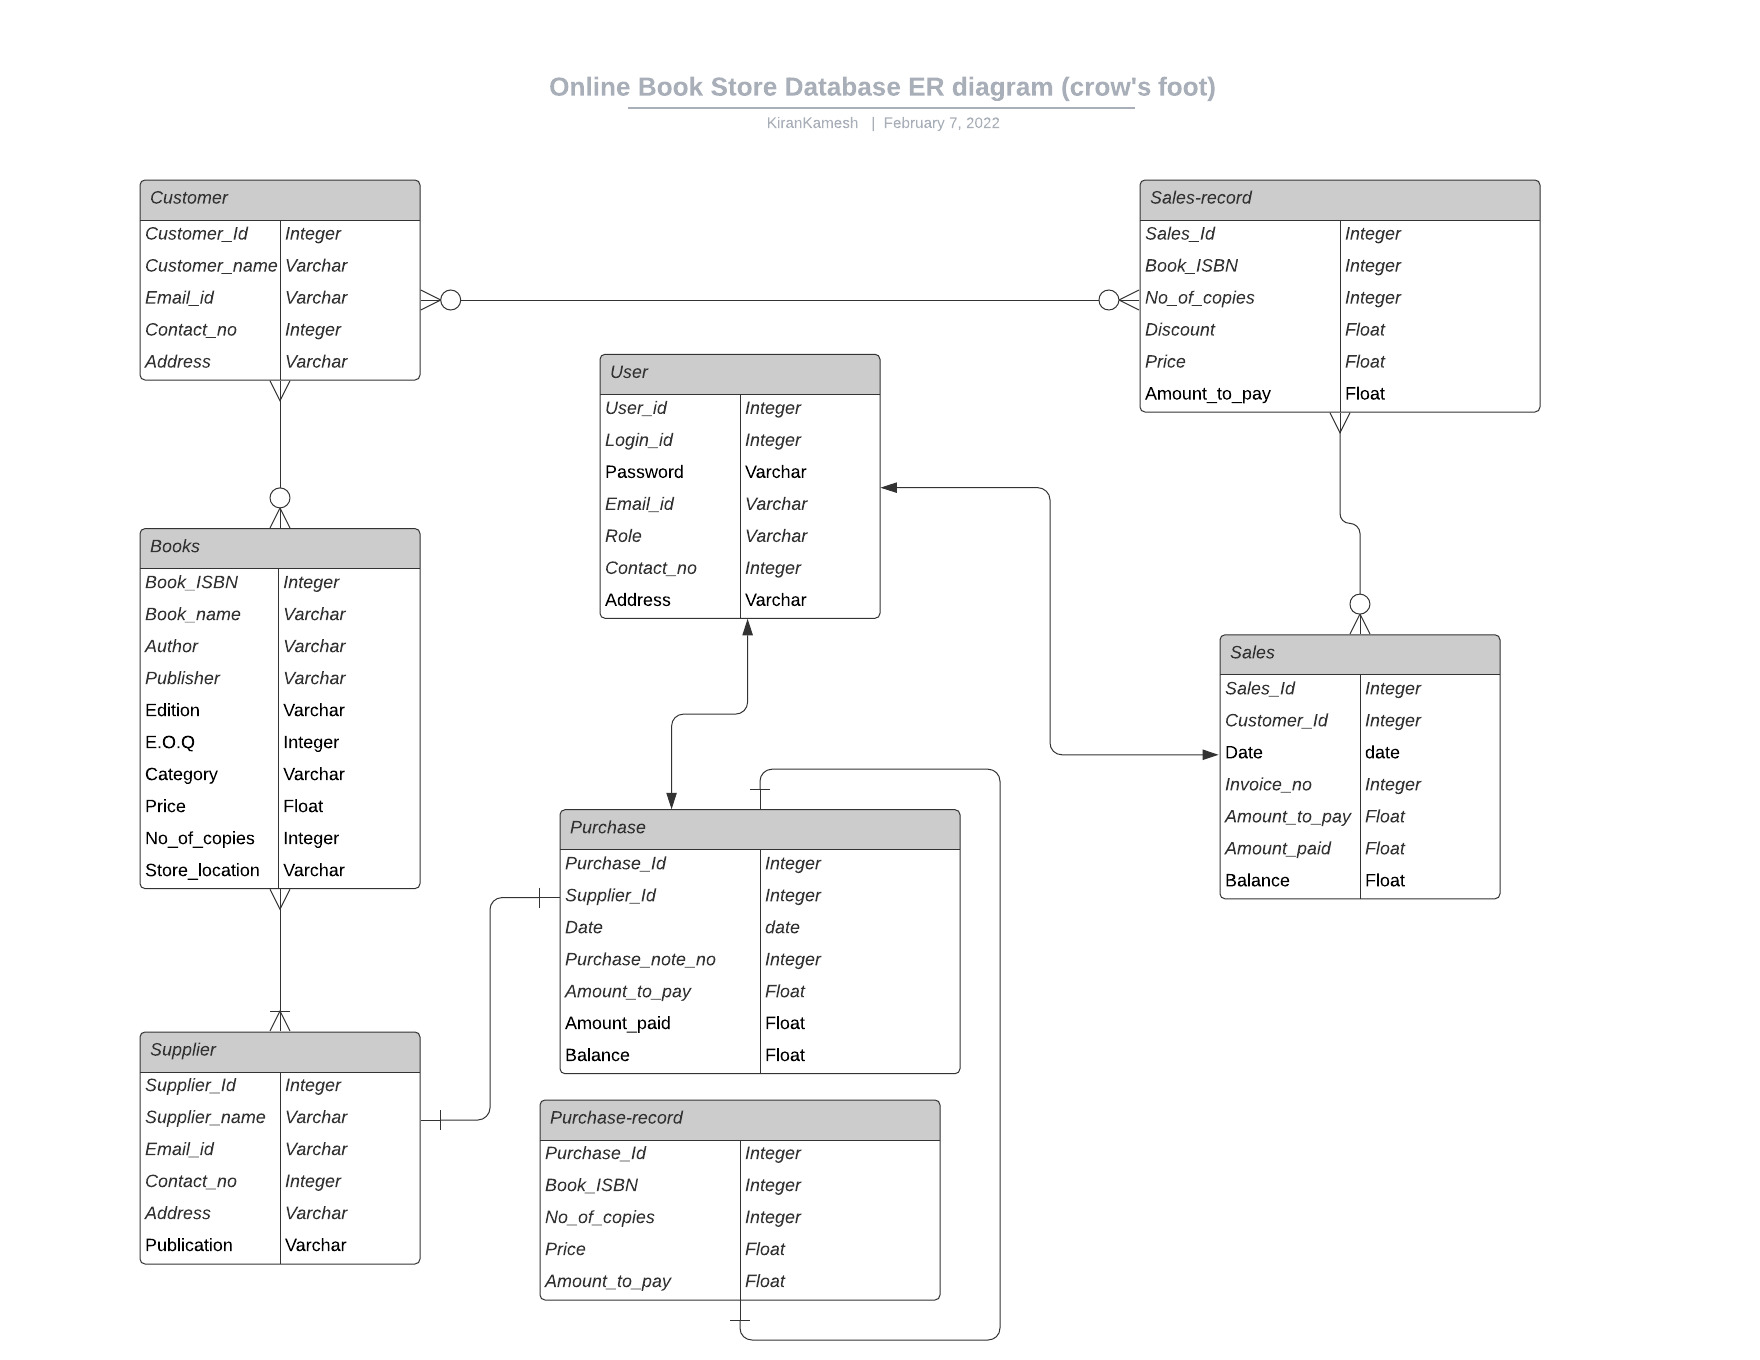 Online Book Store Database ER diagram (crow's foot)
KiranKamesh | February 7, 2022
Customer
Customer_Id Integer
Customer_name Varchar
Email_id Varchar
Contact_no Integer
Address Varchar
Sales-record
Sales_Id Integer
Book_ISBN Integer
No_of_copies Integer
Discount Float
Price Float
Amount_to_pay Float
User
User_id Integer
Login_id Integer
Password Varchar
Email_id Varchar
Role Varchar
Contact_no Integer
Address Varchar
Books
Book_ISBN Integer
Book_name Varchar
Author Varchar
Publisher Varchar
Edition Varchar
E.O.Q Integer
Category Varchar
Price Float
No_of_copies Integer
Store_location Varchar
Sales
Sales_Id Integer
Customer_Id Integer
Date date
Invoice_no Integer
Amount_to_pay Float
Amount_paid Float
Balance Float
Purchase
Purchase_Id Integer
Supplier_Id Integer
Date date
Purchase_note_no Integer
Amount_to_pay Float
Amount_paid Float
Balance Float
Supplier
Supplier_Id Integer
Supplier_name Varchar
Email_id Varchar
Contact_no Integer
Address Varchar
Publication Varchar
Purchase-record
Purchase_Id Integer
Book_ISBN Integer
No_of_copies Integer
Price Float
Amount_to_pay Float